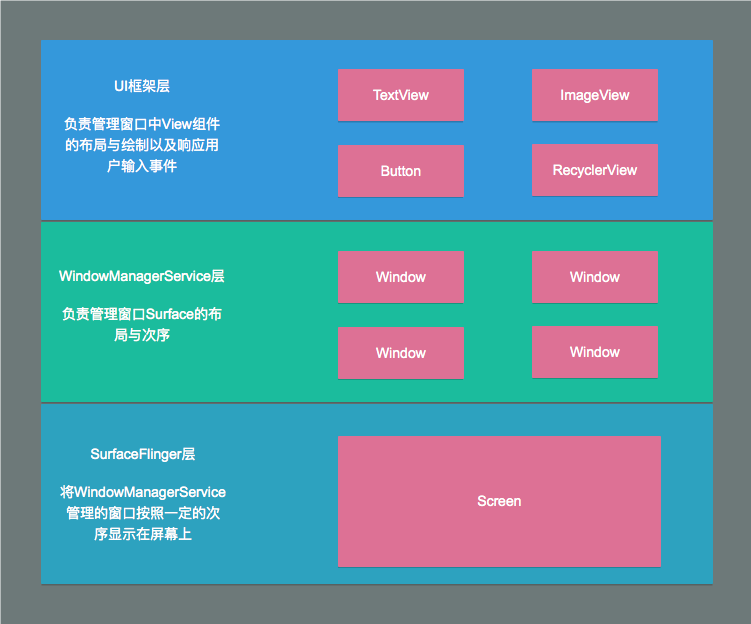 UI框架层
负责管理窗口中View组件
的布局与绘制以及响应用
户输入事件
TextView
ImageView
Button
RecyclerView
WindowManagerService层
负责管理窗口Surface的布
局与次序
Window
Window
Window
Window
SurfaceFlinger层
将WindowManagerService
管理的窗口按照一定的次
序显示在屏幕上
Screen